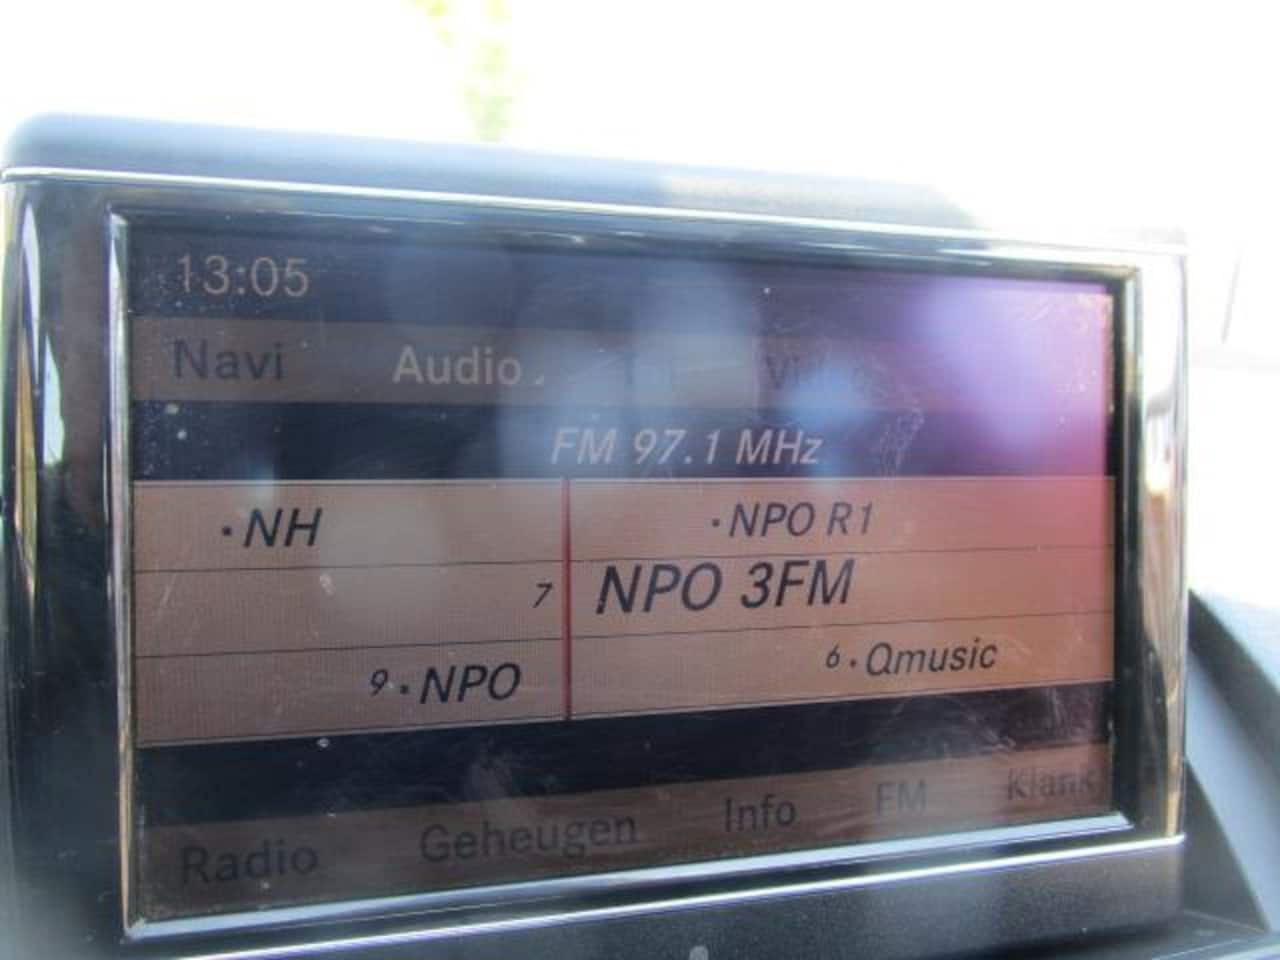 13:05
Navi Audio
FM 97.1 MHz
·NH ·NPO R1
7 NPO 3FM
9·NPO 6·Qmusic
Radio Geheugen Info FM Klank